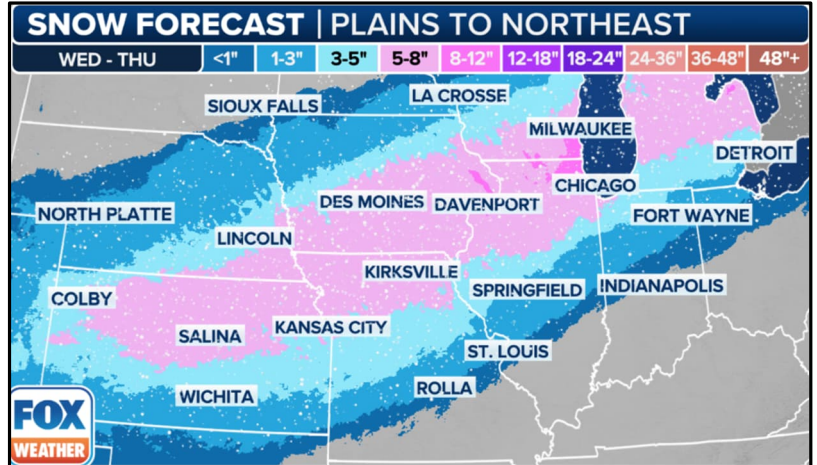 SNOW FORECAST | PLAINS TO NORTHEAST
WED - THU <1" 1-3" 3-5" 5-8" 8-12" 12-18" 18-24" 24-36" 36-48" 48"+
LA CROSSE
SIOUX FALLS
MILWAUKEE
DETROIT
CHICAGO
DES MOINES
DAVENPORT
NORTH PLATTE
FORT WAYNE
LINCOLN
KIRKSVILLE
INDIANAPOLIS
SPRINGFIELD
COLBY
KANSAS CITY
SALINA
ST. LOUIS
ROLLA
WICHITA
FOX
WEATHER